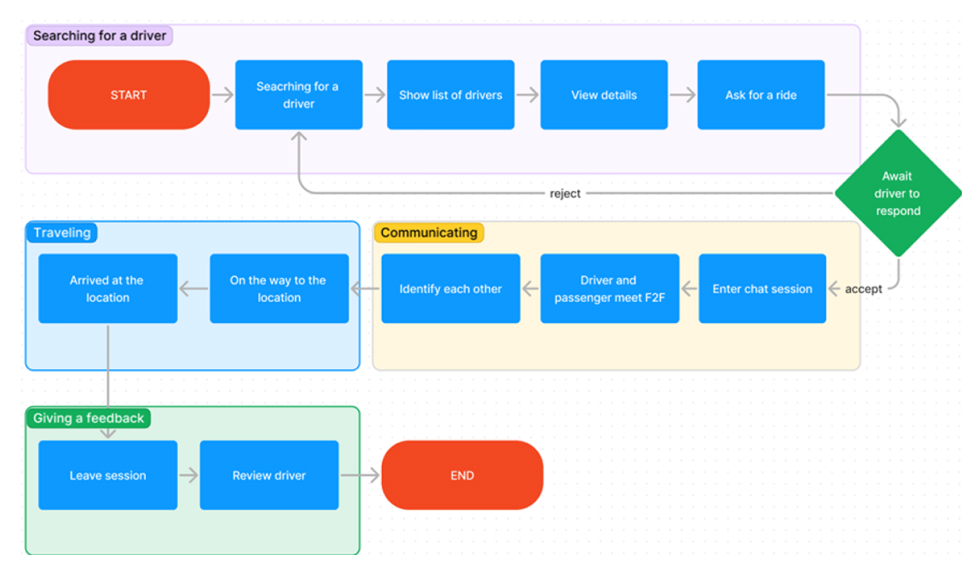 Searching for a driver
START
Seacrhing for a
driver
Show list of drivers
View details
Ask for a ride
Await
driver to
respond
reject
Traveling
Communicating
Arrived at the
location
On the way to the
location
Identify each other
Driver and
passenger meet F2F
Enter chat session
accept
Giving a feedback
Leave session
Review driver
END